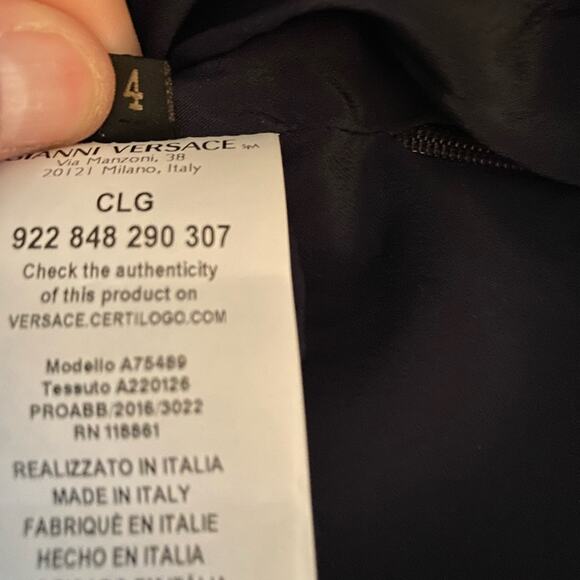 4
GIANNI VERSACE SpA
Via Manzoni, 38
20121 Milano, Italy
CLG
922 848 290 307
Check the authenticity
of this product on
VERSACE.CERTILOGO.COM
Modello A75489
Tessuto A220126
PROABB/2016/3022
RN 118861
REALIZZATO IN ITALIA
MADE IN ITALY
FABRIQUÉ EN ITALIE
HECHO EN ITALIA